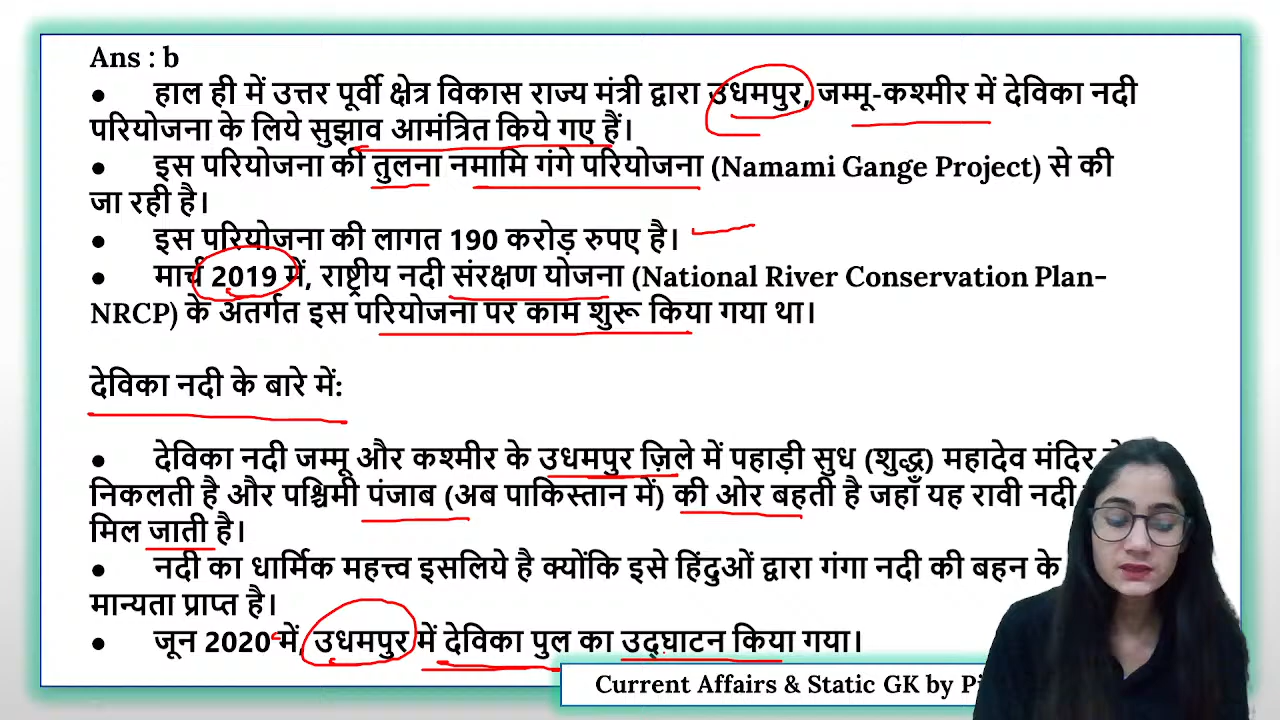 Ans : b
● हाल ही में उत्तर पूर्वी क्षेत्र विकास राज्य मंत्री द्वारा उधमपुर, जम्मू-कश्मीर में देविका नदी
परियोजना के लिये सुझाव आमंत्रित किये गए हैं।
● इस परियोजना की तुलना नमामि गंगे परियोजना (Namami Gange Project) से की
जा रही है।
● इस परियोजना की लागत 190 करोड़ रुपए है।
● मार्च 2019 में, राष्ट्रीय नदी संरक्षण योजना (National River Conservation Plan-
NRCP) के अंतर्गत इस परियोजना पर काम शुरू किया गया था।
देविका नदी के बारे में:
● देविका नदी जम्मू और कश्मीर के उधमपुर ज़िले में पहाड़ी सुध (शुद्ध) महादेव मंदिर
निकलती है और पश्चिमी पंजाब (अब पाकिस्तान में) की ओर बहती है जहाँ यह रावी नदी
मिल जाती है।
● नदी का धार्मिक महत्त्व इसलिये है क्योंकि इसे हिंदुओं द्वारा गंगा नदी की बहन के
मान्यता प्राप्त है।
● जून 2020 में, उधमपुर में देविका पुल का उद्घाटन किया गया।
Current Affairs & Static GK by